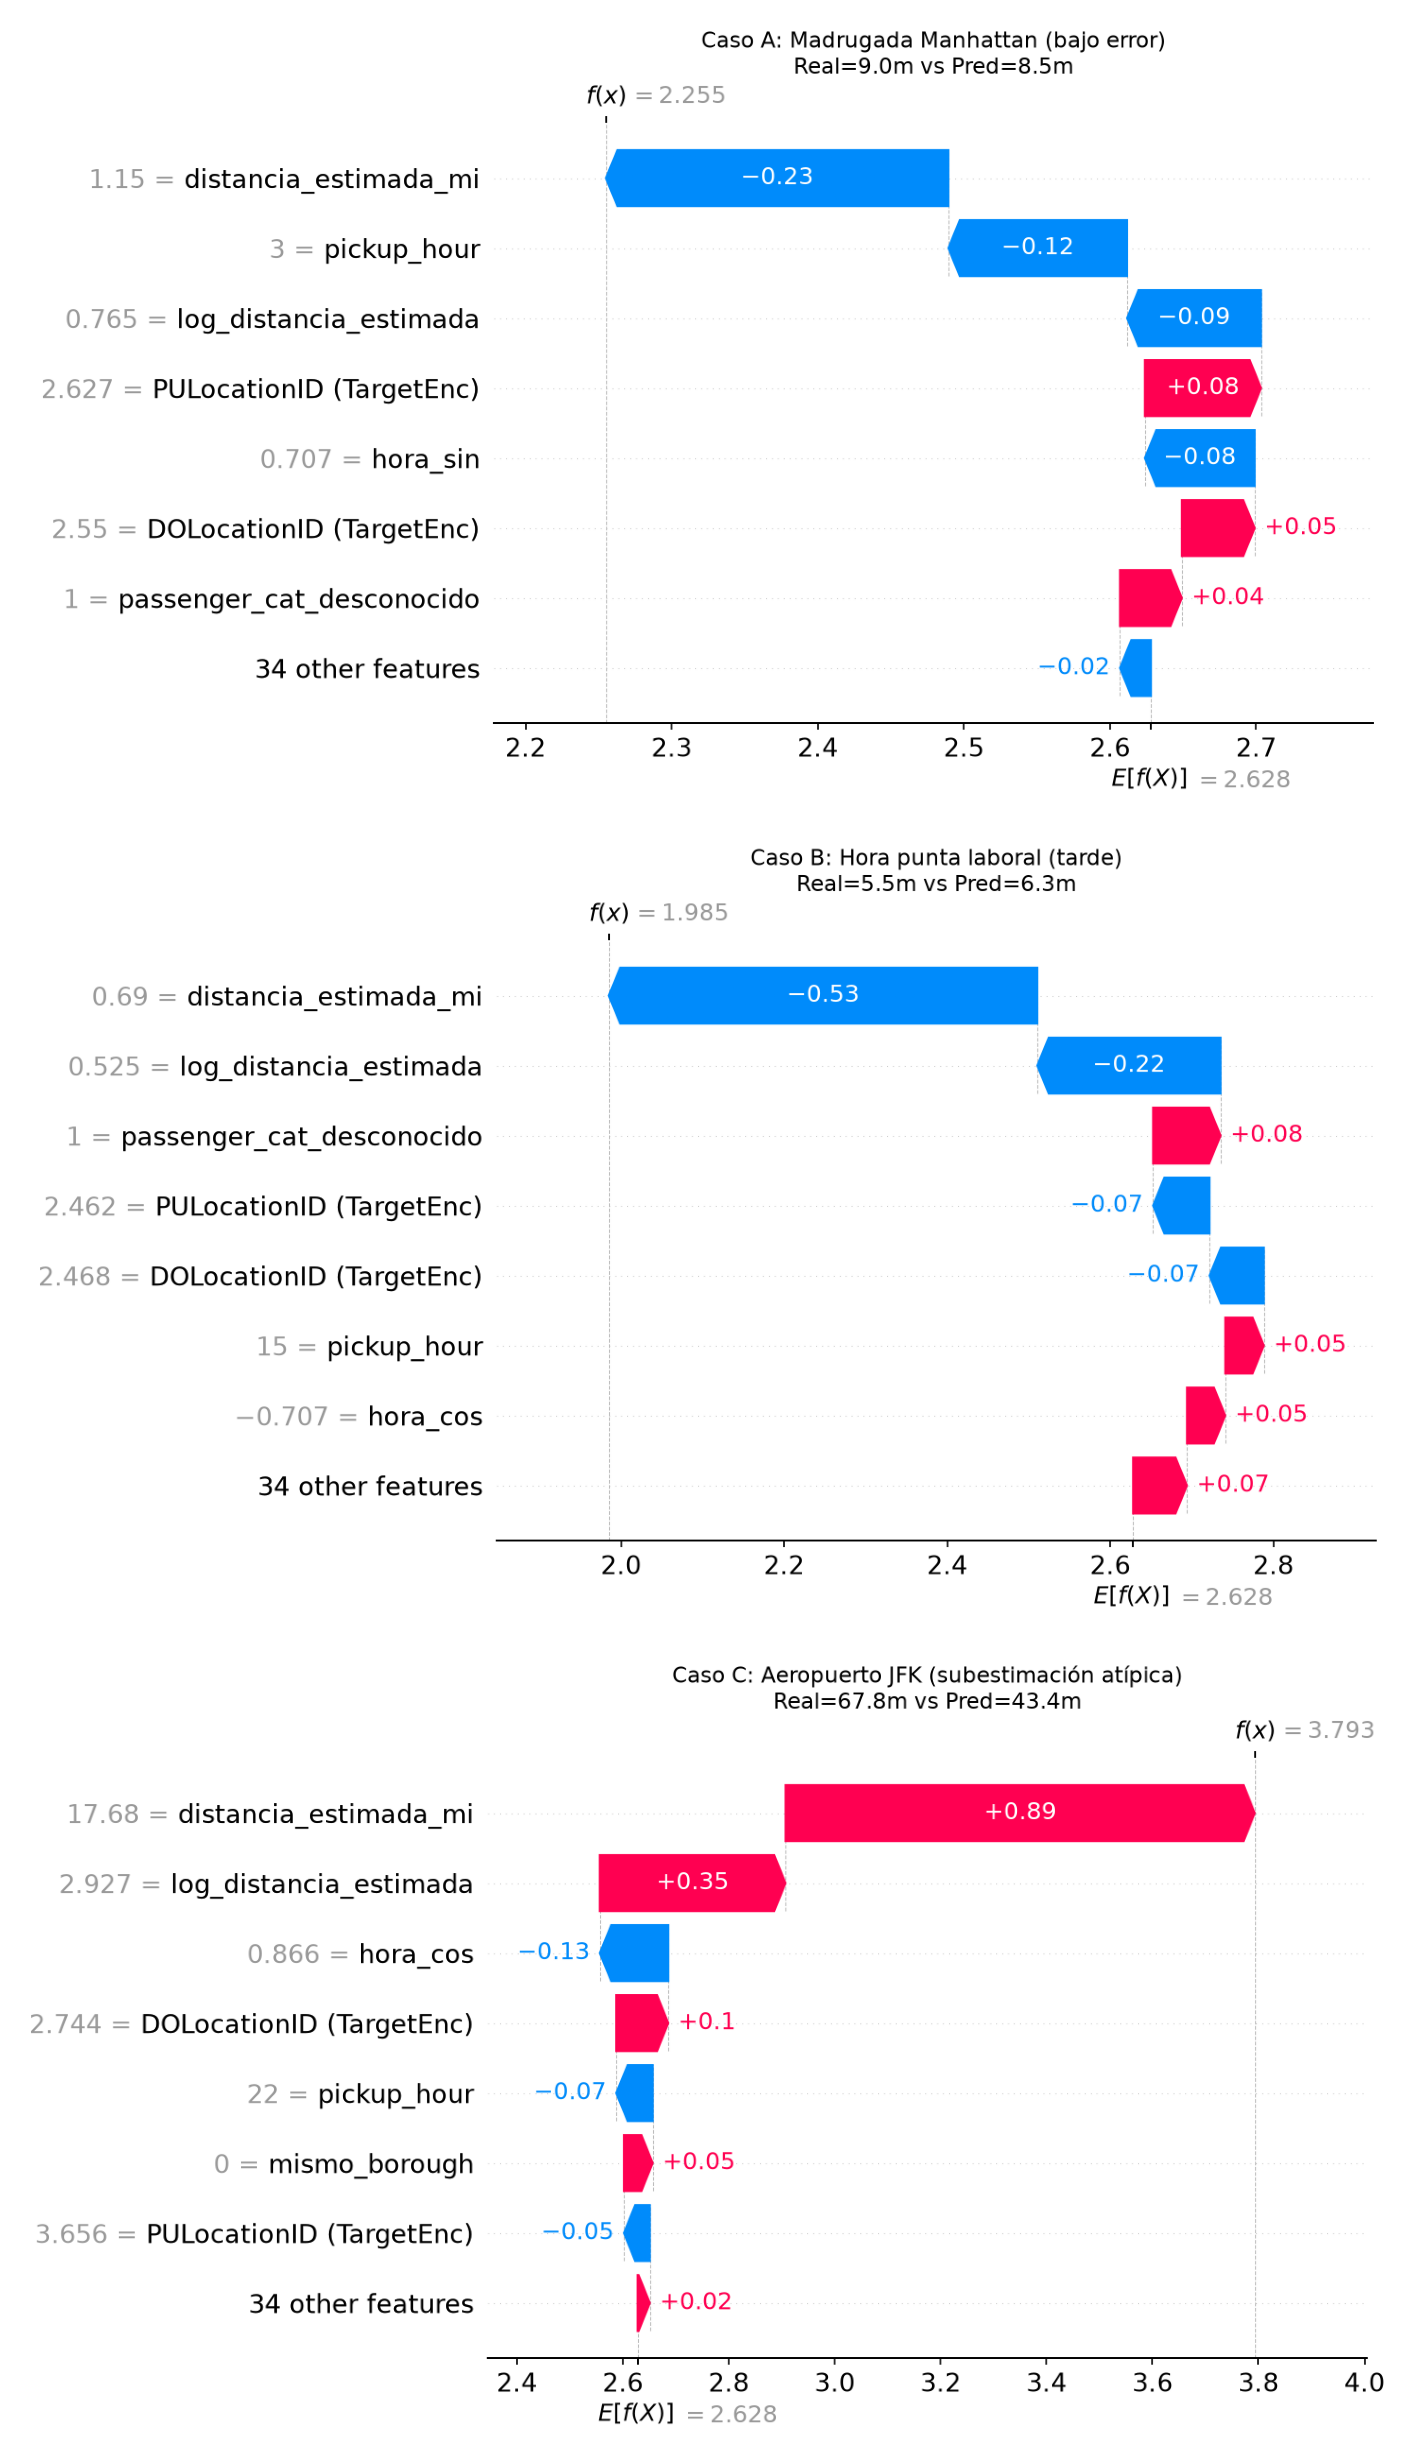 Caso A: Madrugada Manhattan (bajo error)
Real=9.0m vs Pred=8.5m
f(x) = 2.255
1.15 = distancia_estimada_mi
−0.23
3 = pickup_hour
−0.12
0.765 = log_distancia_estimada
−0.09
2.627 = PULocationID (TargetEnc)
+0.08
0.707 = hora_sin
−0.08
2.55 = DOLocationID (TargetEnc)
+0.05
1 = passenger_cat_desconocido
+0.04
34 other features
−0.02
2.2 2.3 2.4 2.5 2.6 2.7
E[f(X)] = 2.628
Caso B: Hora punta laboral (tarde)
Real=5.5m vs Pred=6.3m
f(x) = 1.985
0.69 = distancia_estimada_mi
−0.53
0.525 = log_distancia_estimada
−0.22
1 = passenger_cat_desconocido
+0.08
2.462 = PULocationID (TargetEnc)
−0.07
2.468 = DOLocationID (TargetEnc)
−0.07
15 = pickup_hour
+0.05
−0.707 = hora_cos
+0.05
34 other features
+0.07
2.0 2.2 2.4 2.6 2.8
E[f(X)] = 2.628
Caso C: Aeropuerto JFK (subestimación atípica)
Real=67.8m vs Pred=43.4m
f(x) = 3.793
17.68 = distancia_estimada_mi
+0.89
2.927 = log_distancia_estimada
+0.35
0.866 = hora_cos
−0.13
2.744 = DOLocationID (TargetEnc)
+0.1
22 = pickup_hour
−0.07
0 = mismo_borough
+0.05
3.656 = PULocationID (TargetEnc)
−0.05
34 other features
+0.02
2.4 2.6 2.8 3.0 3.2 3.4 3.6 3.8 4.0
E[f(X)] = 2.628